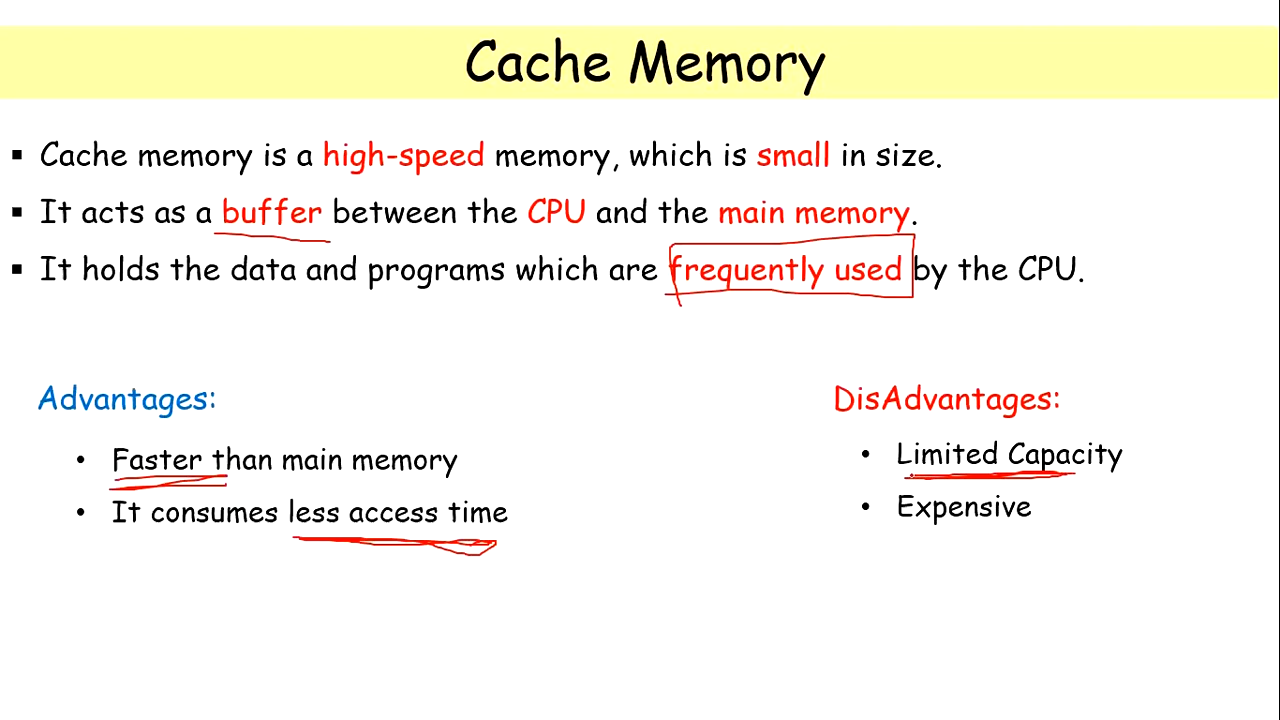 Cache Memory
▪ Cache memory is a high-speed memory, which is small in size.
▪ It acts as a buffer between the CPU and the main memory.
▪ It holds the data and programs which are frequently used by the CPU.
Advantages:
• Faster than main memory
• It consumes less access time
DisAdvantages:
• Limited Capacity
• Expensive